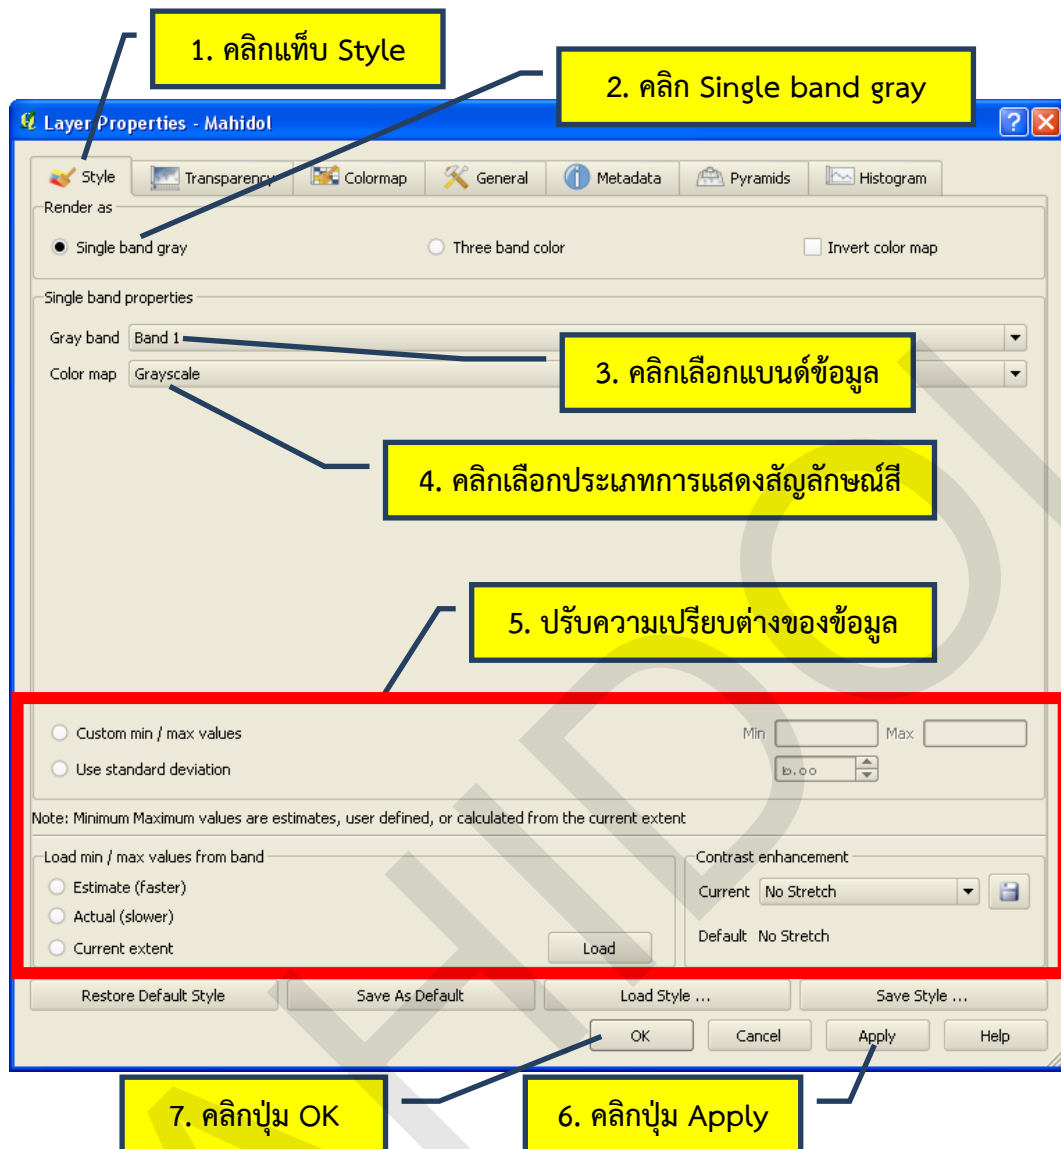 1. คลิกแท็บ Style
2. คลิก Single band gray
Layer Properties - Mahidol
Style Transparency Colormap General Metadata Pyramids Histogram
Render as
Single band gray Three band color Invert color map
Single band properties
Gray band Band 1
3. คลิกเลือกแบนด์ข้อมูล
Color map Grayscale
4. คลิกเลือกประเภทการแสดงสัญลักษณ์สี
5. ปรับความเปรียบต่างของข้อมูล
Custom min / max values Min Max
Use standard deviation ๒.๐๐
Note: Minimum Maximum values are estimates, user defined, or calculated from the current extent
Load min / max values from band Contrast enhancement
Estimate (faster)
Current No Stretch
Actual (slower)
Default No Stretch
Current extent Load
Restore Default Style Save As Default Load Style ... Save Style ...
OK Cancel Apply Help
7. คลิกปุ่ม OK
6. คลิกปุ่ม Apply